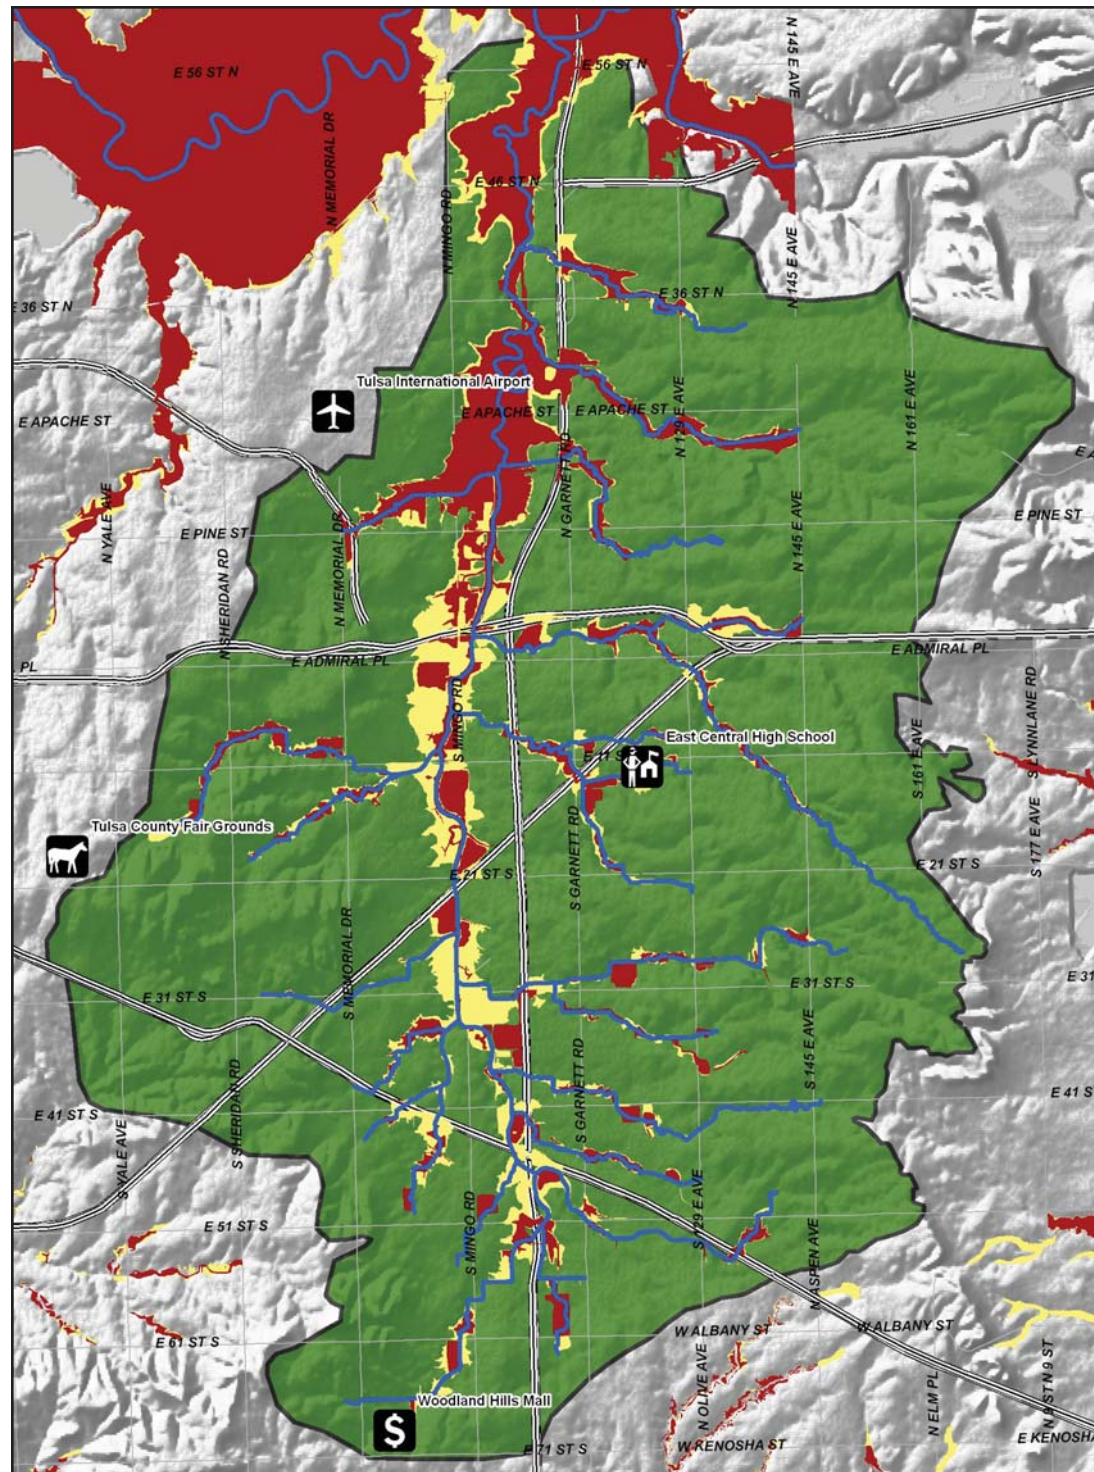 E 56 ST N
N 145 E AVE
E 56 ST N
N MEMORIAL DR
E 46 ST N
N MINGO RD
N 145 E AVE
E 36 ST N
E 36 ST N
Tulsa International Airport
E APACHE ST
E APACHE ST
E APACHE ST
N 129 E AVE
N 161 E AVE
N GARNETT RD
N YALE AVE
E PINE ST
E PINE ST
N SHERIDAN RD
N MEMORIAL DR
N 145 E AVE
PL
E ADMIRAL PL
E ADMIRAL PL
S MINGO RD
S LYNNLANE RD
East Central High School
S 161 E AVE
Tulsa County Fair Grounds
S GARNETT RD
S 177 E AVE
E 21 ST S
E 21 ST S
$
S MEMORIAL DR
E 31 ST S
E 31 ST S
E 31
S 145 E AVE
S GARNETT RD
E 41 ST S
E 41 S
S SHERIDAN RD
S YALE AVE
E 51 ST S
S MINGO RD
S 129 E AVE
N ASPEN AVE
E 61 ST S
W ALBANY ST
W ALBANY ST
N OLIVE AVE
N ELM PL
N 9 ST
N 9 ST
Woodland Hills Mall
W KENOSHA ST
E KENOSHA
E 71 ST S